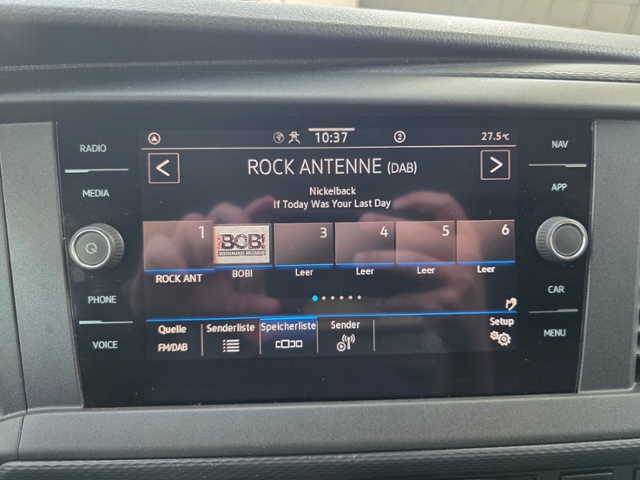 RADIO
MEDIA
PHONE
VOICE
10:37
2
27.5°C
< ROCK ANTENNE (DAB) >
Nickelback
If Today Was Your Last Day
1 3 4 5 6
BOB!
ROCK ANT BOB! Leer Leer Leer Leer
Quelle Senderliste Speicherliste Sender Setup
FM/DAB
NAV
APP
CAR
MENU